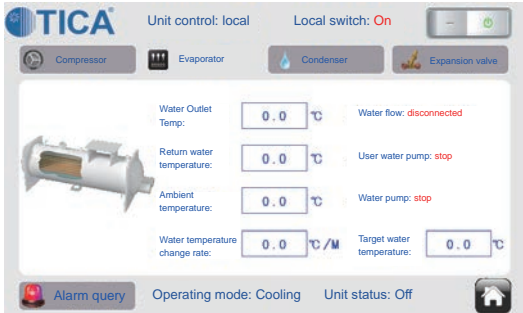 TICA Unit control: local Local switch: On
Compressor Evaporator Condenser Expansion valve
Water Outlet
Temp: 0.0 ℃ Water flow: disconnected
Return water
temperature: 0.0 ℃ User water pump: stop
Ambient
temperature: 0.0 ℃ Water pump: stop
Water temperature
change rate: 0.0 ℃/M
Target water
temperature: 0.0 ℃
Alarm query Operating mode: Cooling Unit status: Off